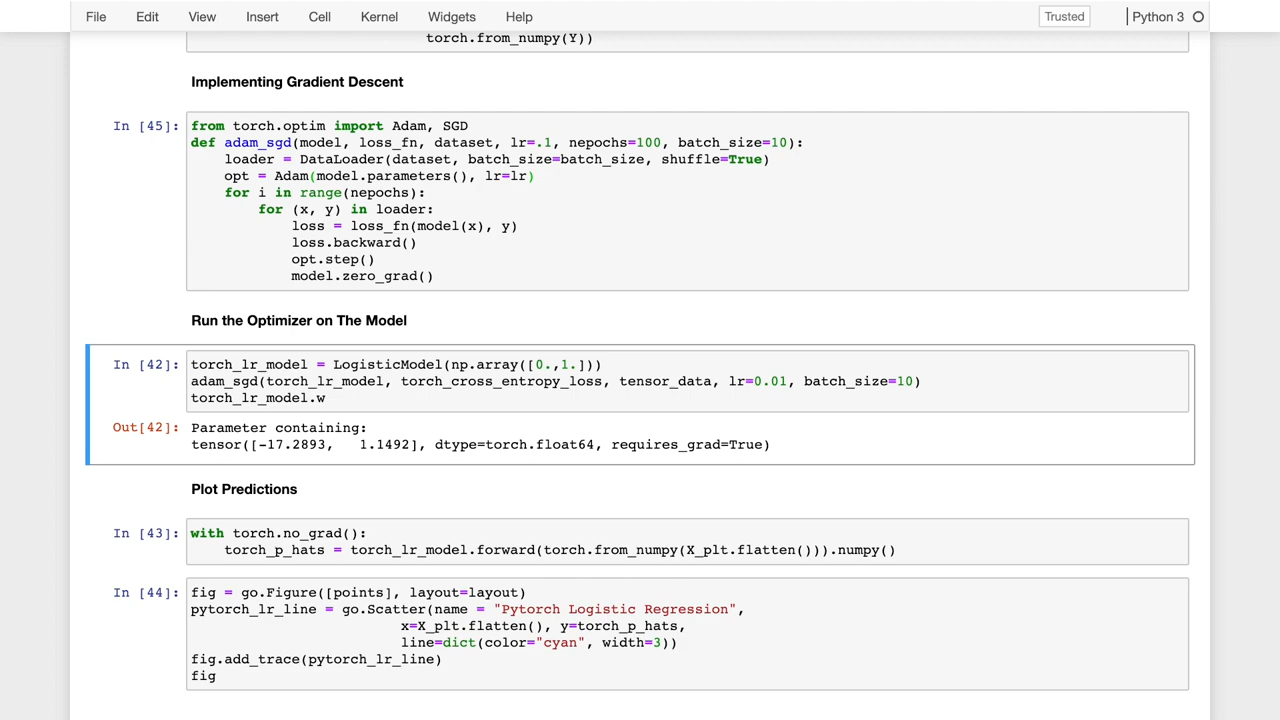 File Edit View Insert Cell Kernel Widgets Help Trusted Python 3
torch.from_numpy(Y))
Implementing Gradient Descent
In [45]: from torch.optim import Adam, SGD
def adam_sgd(model, loss_fn, dataset, lr=.1, nepochs=100, batch_size=10):
loader = DataLoader(dataset, batch_size=batch_size, shuffle=True)
opt = Adam(model.parameters(), lr=lr)
for i in range(nepochs):
for (x, y) in loader:
loss = loss_fn(model(x), y)
loss.backward()
opt.step()
model.zero_grad()
Run the Optimizer on The Model
In [42]: torch_lr_model = LogisticModel(np.array([0.,1.]))
adam_sgd(torch_lr_model, torch_cross_entropy_loss, tensor_data, lr=0.01, batch_size=10)
torch_lr_model.w
Out[42]: Parameter containing:
tensor([-17.2893, 1.1492], dtype=torch.float64, requires_grad=True)
Plot Predictions
In [43]: with torch.no_grad():
torch_p_hats = torch_lr_model.forward(torch.from_numpy(X_plt.flatten())).numpy()
In [44]: fig = go.Figure([points], layout=layout)
pytorch_lr_line = go.Scatter(name = "Pytorch Logistic Regression",
x=X_plt.flatten(), y=torch_p_hats,
line=dict(color="cyan", width=3))
fig.add_trace(pytorch_lr_line)
fig